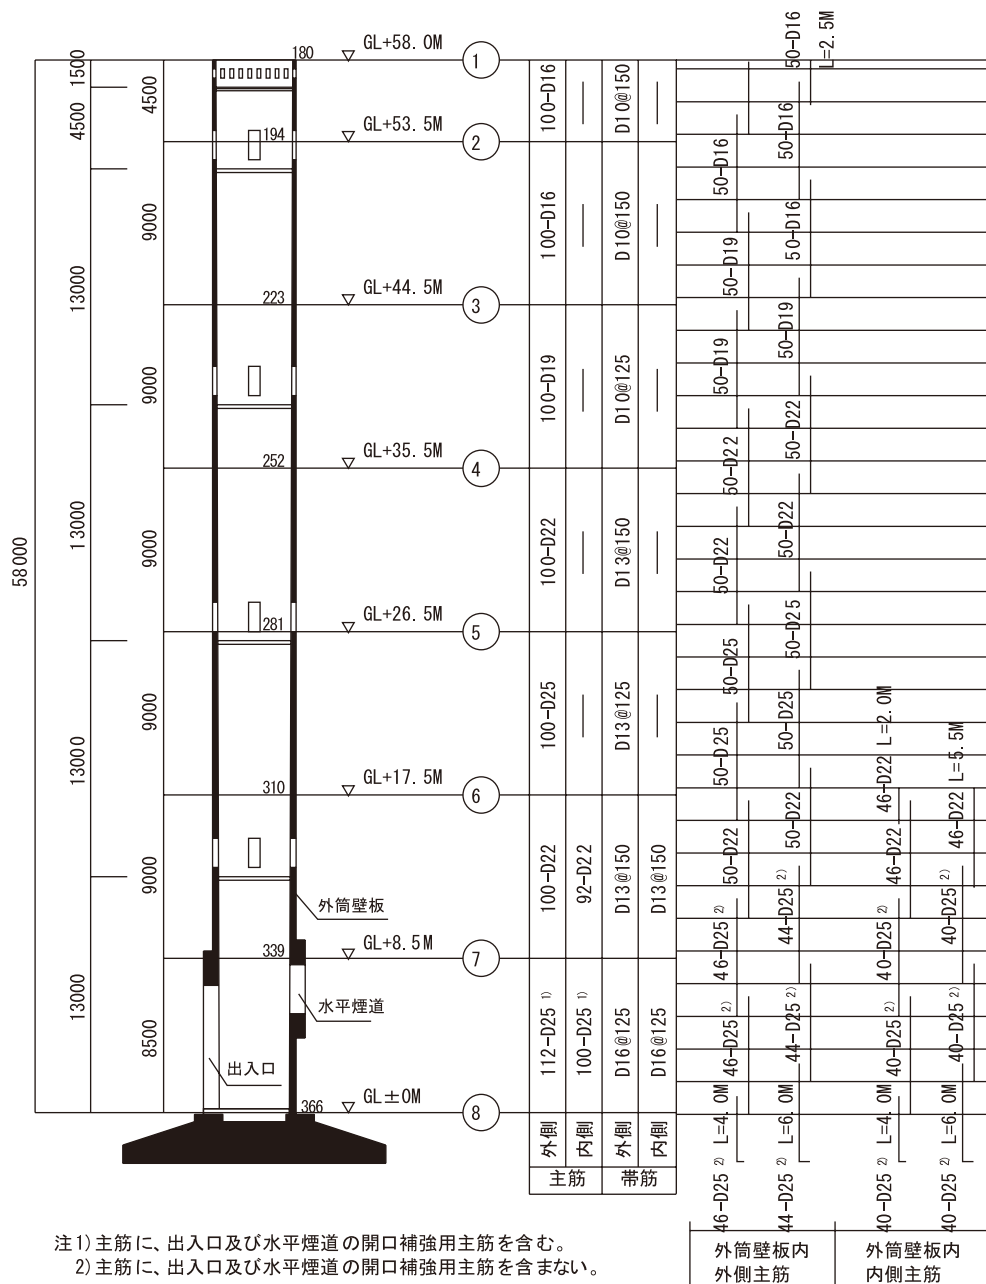 58000
1500
4500
13000
13000
13000
13000
4500
9000
9000
9000
9000
9000
8500
180
194
223
252
281
310
339
366
GL+58.0M
GL+53.5M
GL+44.5M
GL+35.5M
GL+26.5M
GL+17.5M
GL+8.5M
GL±0M
1
2
3
4
5
6
7
8
外筒壁板
水平煙道
出入口
100-D16
100-D16
100-D19
100-D22
100-D25
100-D22
112-D25 1)
92-D22
100-D25 1)
D10@150
D10@150
D10@125
D13@150
D13@125
D13@150
D16@125
D13@150
D16@125
外側
内側
外側
内側
主筋
帯筋
50-D16
50-D19
50-D19
50-D22
50-D22
50-D25
50-D25
50-D22
46-D25 2)
46-D25 2)
46-D25 2) L=4.0M
50-D16 L=2.5M
50-D16
50-D16
50-D19
50-D22
50-D22
50-D25
50-D25
50-D22
44-D25 2)
44-D25 2)
44-D25 2) L=6.0M
46-D22 L=2.0M
46-D22
40-D25 2)
40-D25 2)
40-D25 2) L=4.0M
46-D22 L=5.5M
40-D25 2)
40-D25 2)
40-D25 2) L=6.0M
外筒壁板内
外側主筋
外筒壁板内
内側主筋
注1)主筋に、出入口及び水平煙道の開口補強用主筋を含む。
2)主筋に、出入口及び水平煙道の開口補強用主筋を含まない。